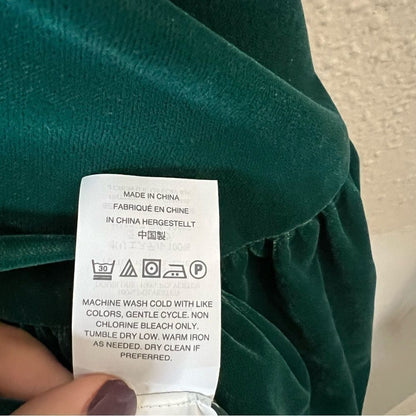 MADE IN CHINA
FABRIQUÉ EN CHINE
IN CHINA HERGESTELLT
中国製
30 P
MACHINE WASH COLD WITH LIKE
COLORS, GENTLE CYCLE. NON
CHLORINE BLEACH ONLY.
TUMBLE DRY LOW. WARM IRON
AS NEEDED. DRY CLEAN IF
PREFERRED.